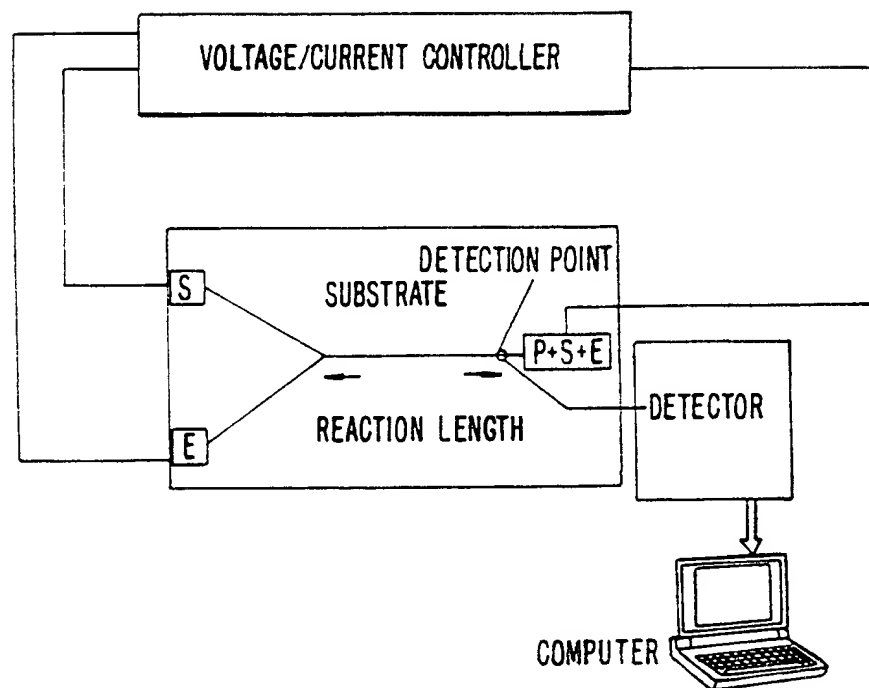 VOLTAGE/CURRENT CONTROLLER
DETECTION POINT
S
SUBSTRATE
P+S+E
DETECTOR
REACTION LENGTH
E
COMPUTER